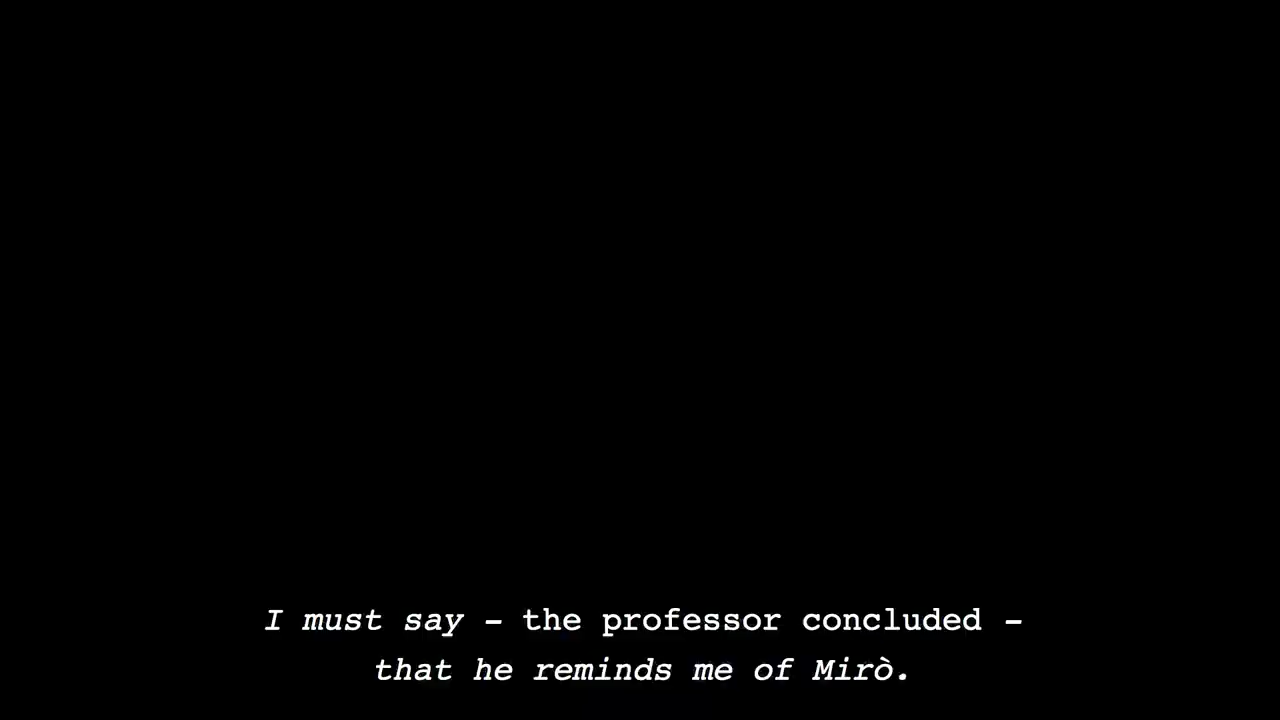 I must say – the professor concluded –
that he reminds me of Mirò.